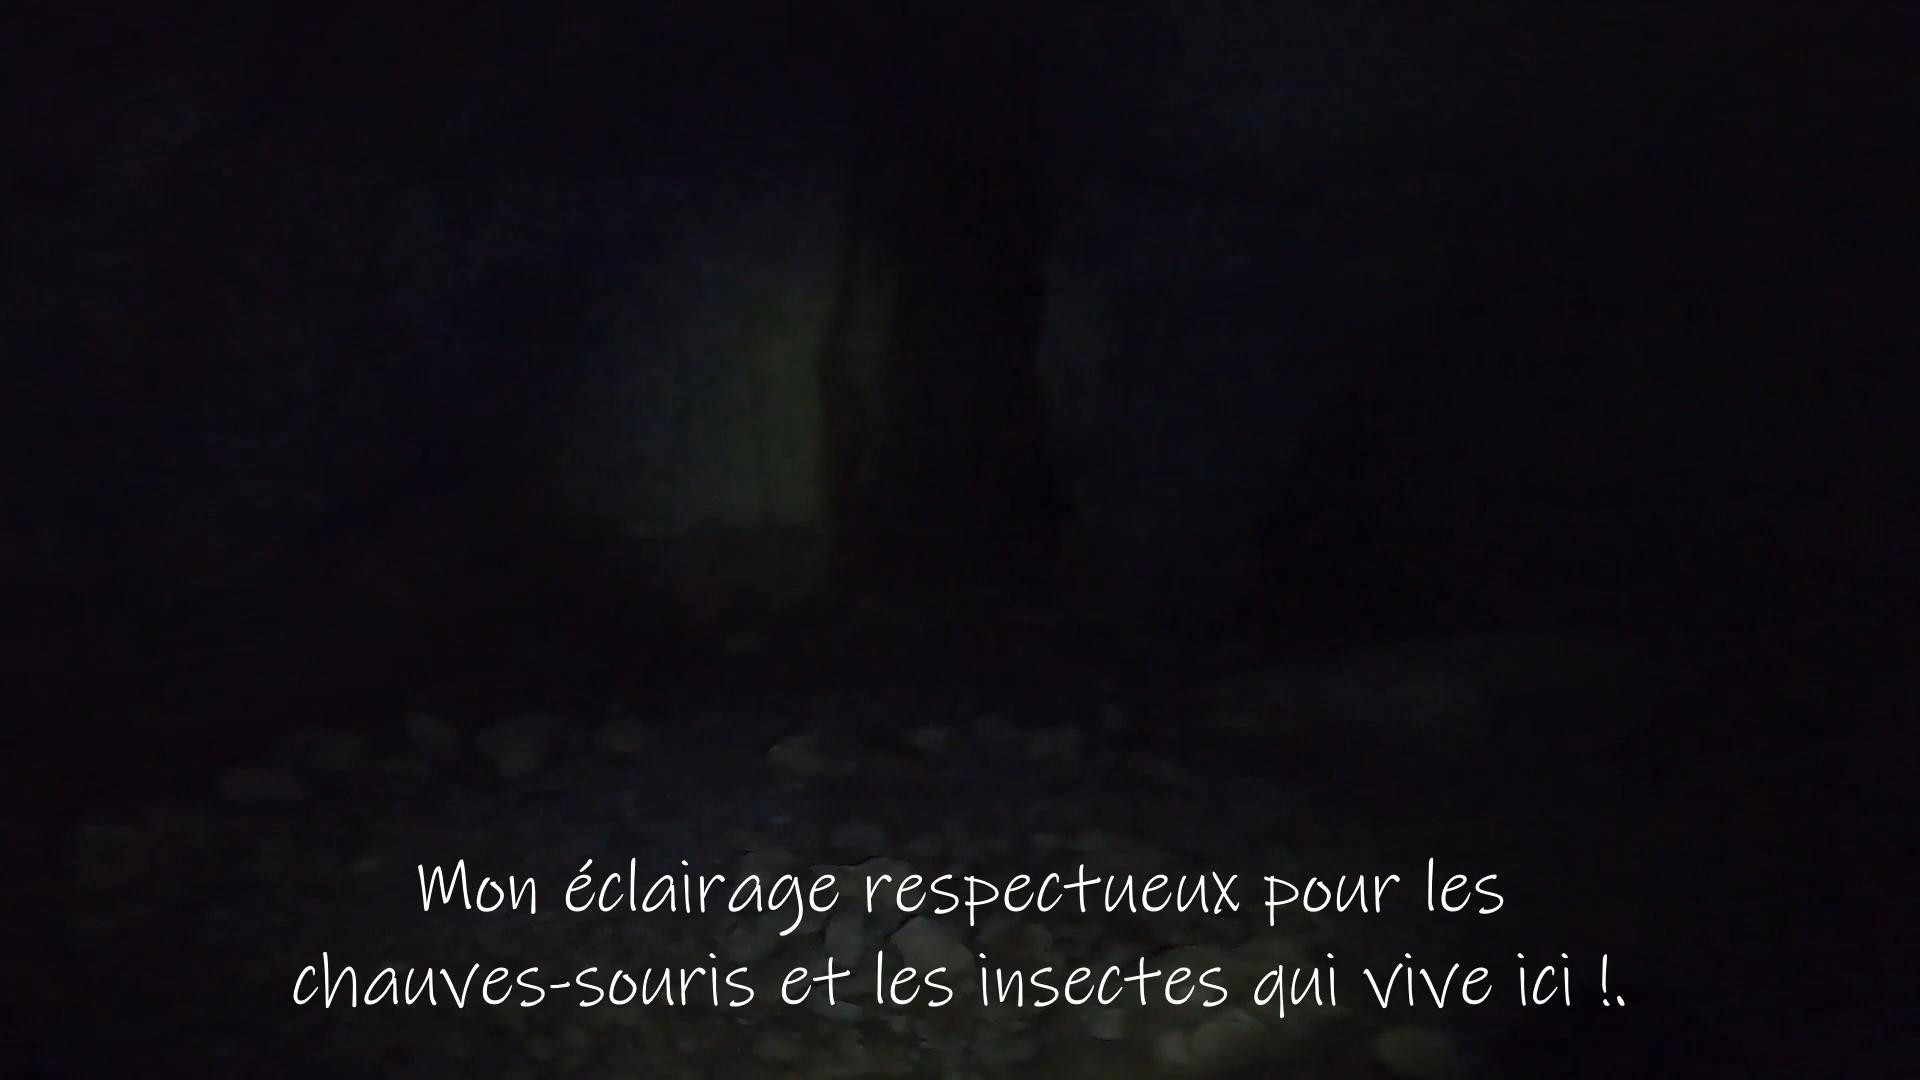 Mon éclairage respectueux pour les
chauves-souris et les insectes qui vive ici !.